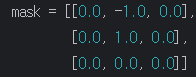 mask = [[0.0, -1.0, 0.0],
[0.0, 1.0, 0.0],
[0.0, 0.0, 0.0]]